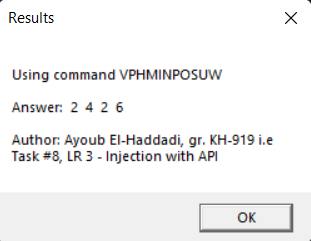 Results
Using command VPHMINPOSUW
Answer:  2  4  2  6
Author: Ayoub El-Haddadi, gr. KH-919 i.e
Task #8, LR 3 - Injection with API
OK